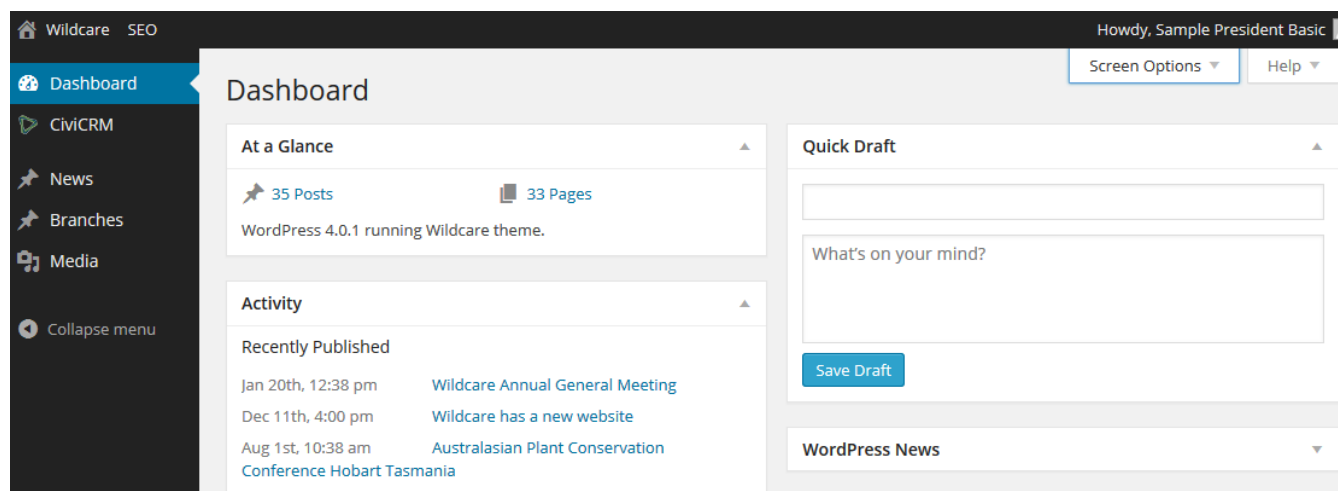 Wildcare SEO Howdy, Sample President Basic
Screen Options Help
Dashboard
CiviCRM
News
Branches
Media
Collapse menu
Dashboard
At a Glance
35 Posts 33 Pages
WordPress 4.0.1 running Wildcare theme.
Activity
Recently Published
Jan 20th, 12:38 pm Wildcare Annual General Meeting
Dec 11th, 4:00 pm Wildcare has a new website
Aug 1st, 10:38 am Australasian Plant Conservation
Conference Hobart Tasmania
Quick Draft
What's on your mind?
Save Draft
WordPress News